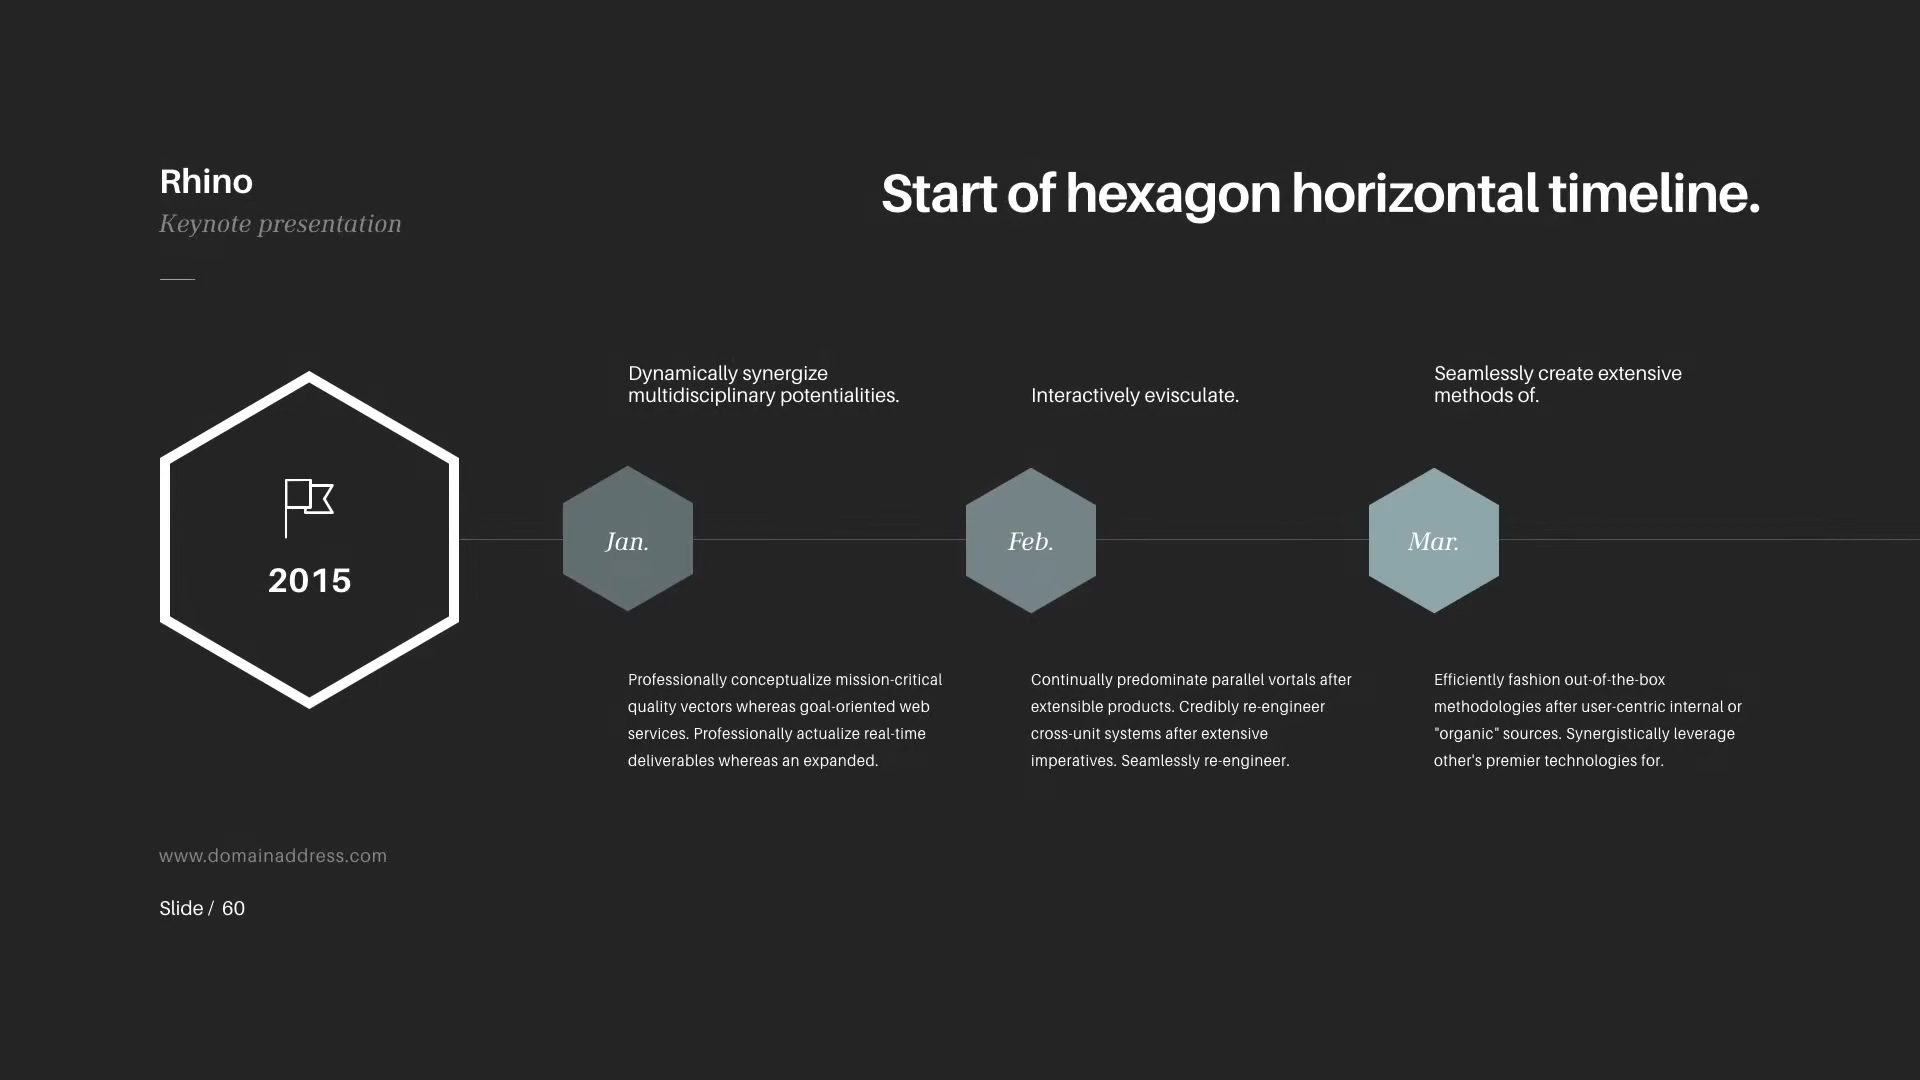 Rhino
Keynote presentation
Start of hexagon horizontal timeline.
2015
Dynamically synergize
multidisciplinary potentialities.
Jan.
Professionally conceptualize mission-critical
quality vectors whereas goal-oriented web
services. Professionally actualize real-time
deliverables whereas an expanded.
Interactively evisculate.
Feb.
Continually predominate parallel vortals after
extensible products. Credibly re-engineer
cross-unit systems after extensive
imperatives. Seamlessly re-engineer.
Seamlessly create extensive
methods of.
Mar.
Efficiently fashion out-of-the-box
methodologies after user-centric internal or
"organic" sources. Synergistically leverage
other's premier technologies for.
www.domainaddress.com
Slide / 60